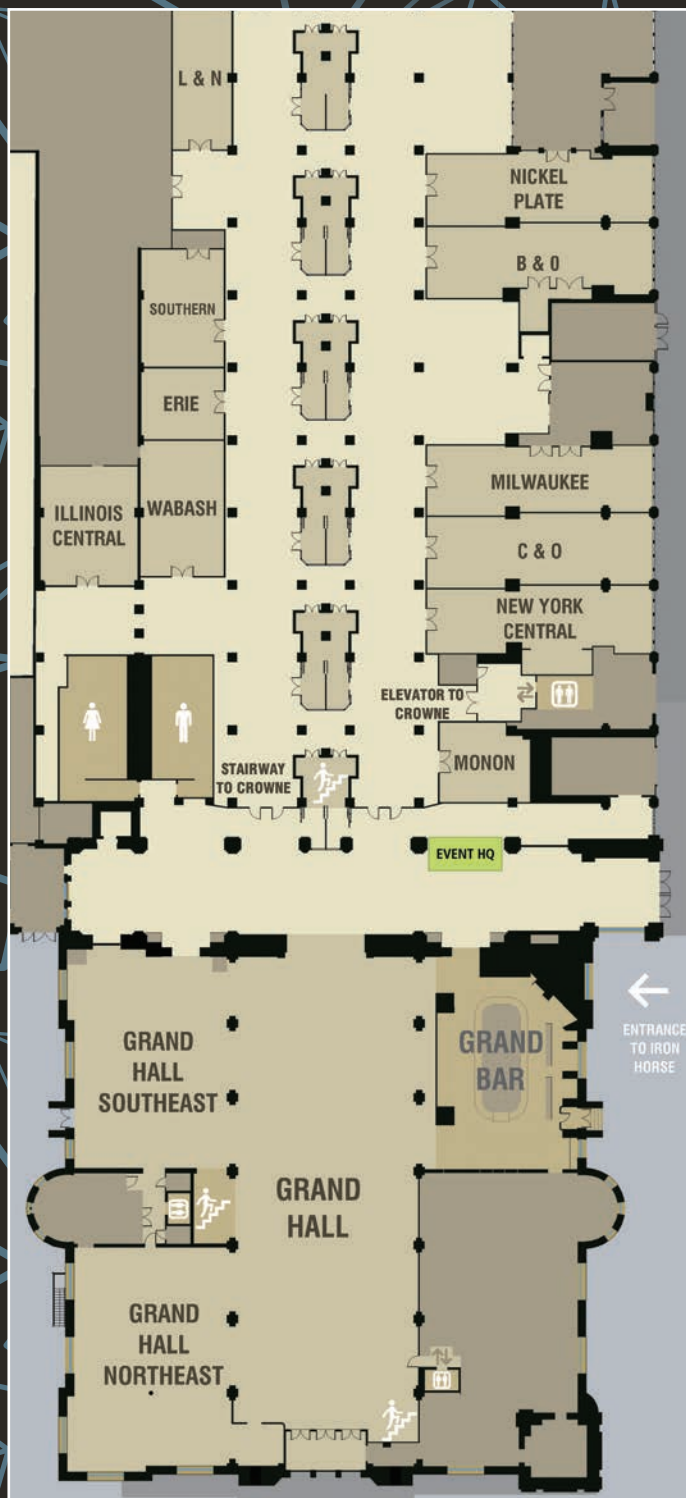 L & N
NICKEL
PLATE
B & O
SOUTHERN
ERIE
MILWAUKEE
WABASH
ILLINOIS
CENTRAL
C & O
NEW YORK
CENTRAL
ELEVATOR TO
CROWNE
STAIRWAY
TO CROWNE
MONON
EVENT HQ
GRAND
HALL
SOUTHEAST
GRAND
BAR
ENTRANCE
TO IRON
HORSE
GRAND
HALL
GRAND
HALL
NORTHEAST